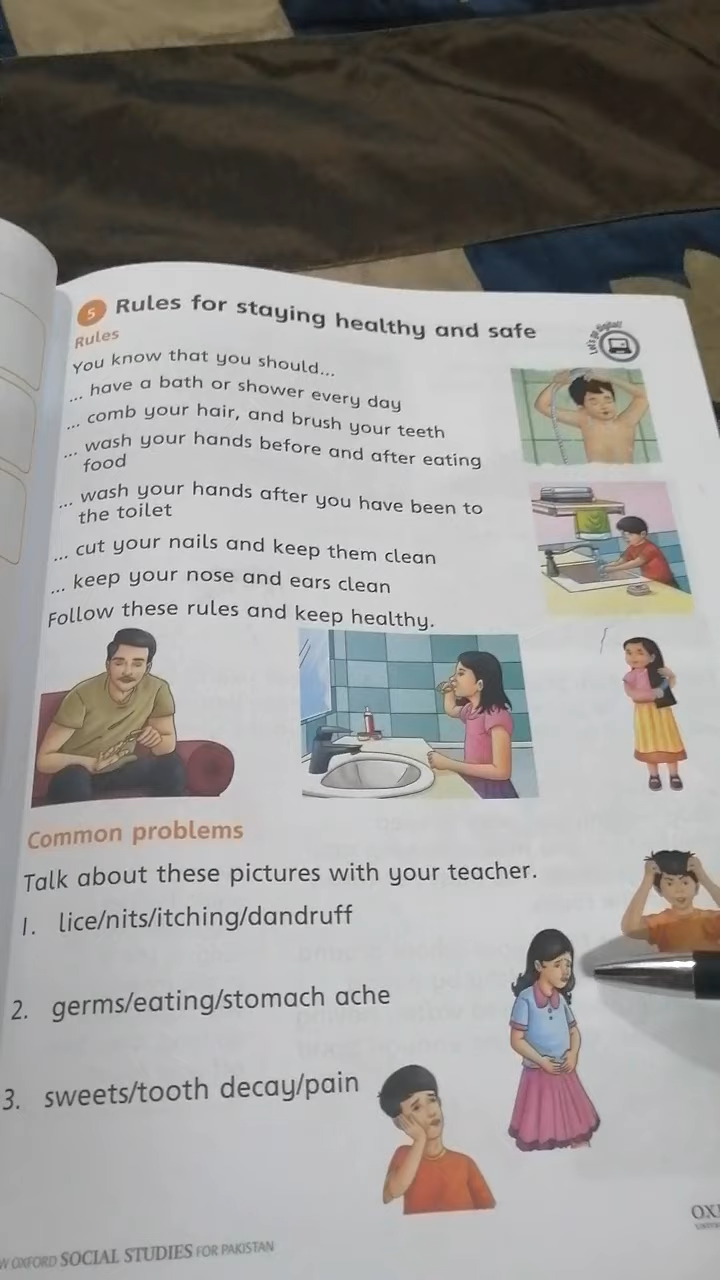 5 Rules for staying healthy and safe
Let's go digital!
Rules
You know that you should...
... have a bath or shower every day
... comb your hair, and brush your teeth
... wash your hands before and after eating
food
... wash your hands after you have been to
the toilet
... cut your nails and keep them clean
... keep your nose and ears clean
Follow these rules and keep healthy.
Common problems
Talk about these pictures with your teacher.
1. lice/nits/itching/dandruff
2. germs/eating/stomach ache
3. sweets/tooth decay/pain
OXFORD SOCIAL STUDIES FOR PAKISTAN